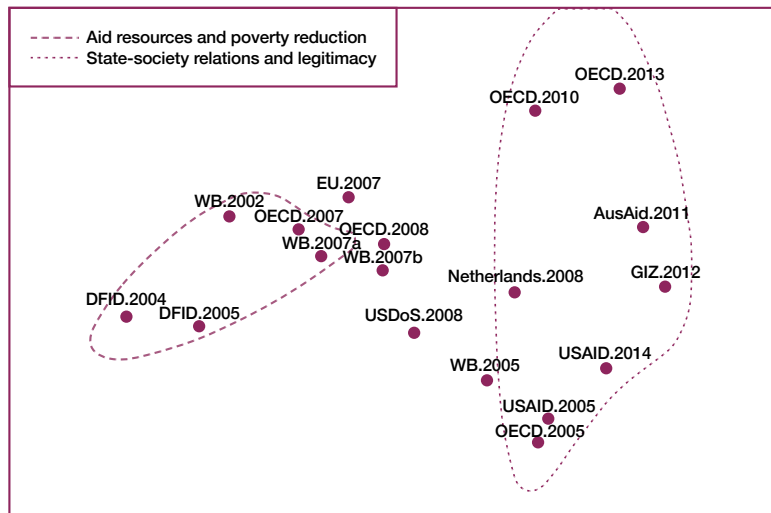 Aid resources and poverty reduction
State-society relations and legitimacy
OECD.2013
OECD.2010
EU.2007
WB.2002
OECD.2007
AusAid.2011
OECD.2008
WB.2007a
WB.2007b
Netherlands.2008
GIZ.2012
DFID.2004
DFID.2005
USDoS.2008
WB.2005
USAID.2014
USAID.2005
OECD.2005